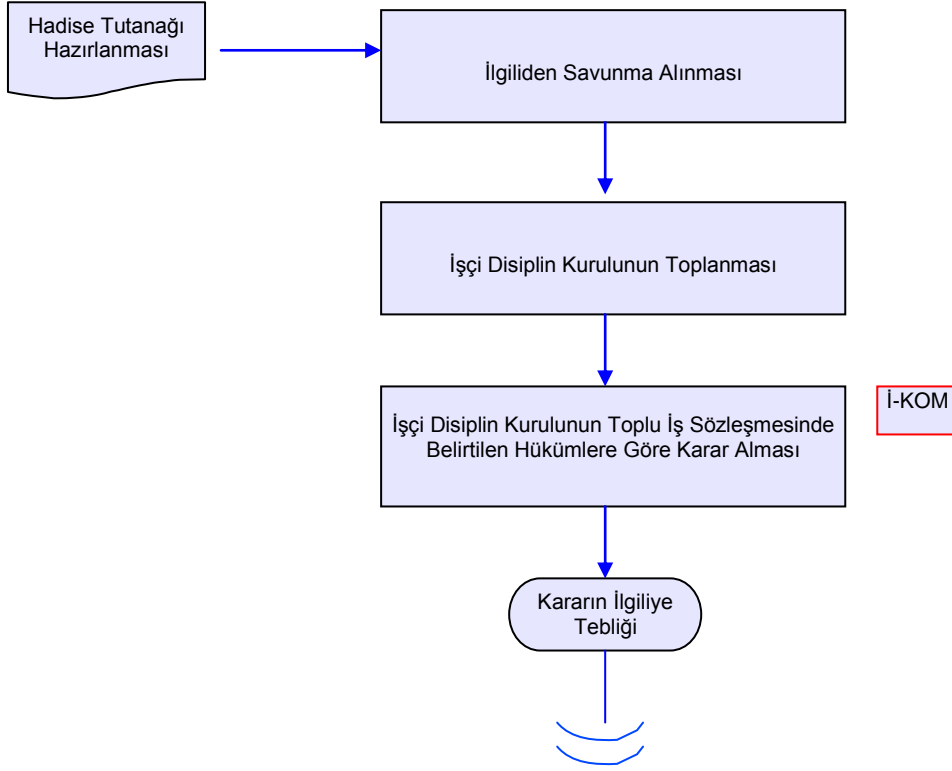 Hadise Tutanağı
Hazırlanması
İlgiliden Savunma Alınması
İşçi Disiplin Kurulunun Toplanması
İşçi Disiplin Kurulunun Toplu İş Sözleşmesinde
Belirtilen Hükümlere Göre Karar Alması
İ-KOM
Kararın İlgiliye
Tebliği